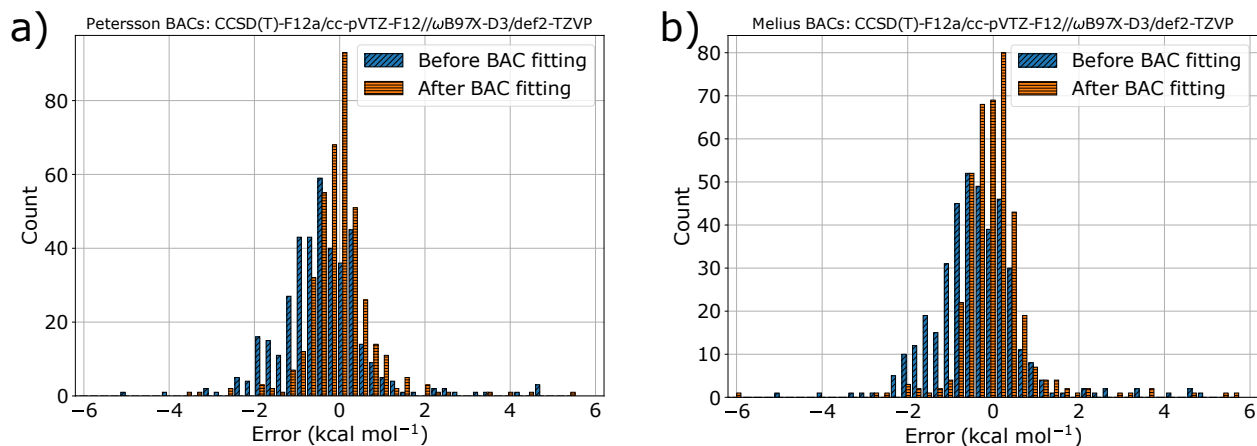 a)
Petersson BACs: CCSD(T)-F12a/cc-pVTZ-F12//ωB97X-D3/def2-TZVP
Before BAC fitting
After BAC fitting
80
60
40
20
0
Count
−6 −4 −2 0 2 4 6
Error (kcal mol⁻¹)
b)
Melius BACs: CCSD(T)-F12a/cc-pVTZ-F12//ωB97X-D3/def2-TZVP
Before BAC fitting
After BAC fitting
80
70
60
50
40
30
20
10
0
Count
−6 −4 −2 0 2 4 6
Error (kcal mol⁻¹)